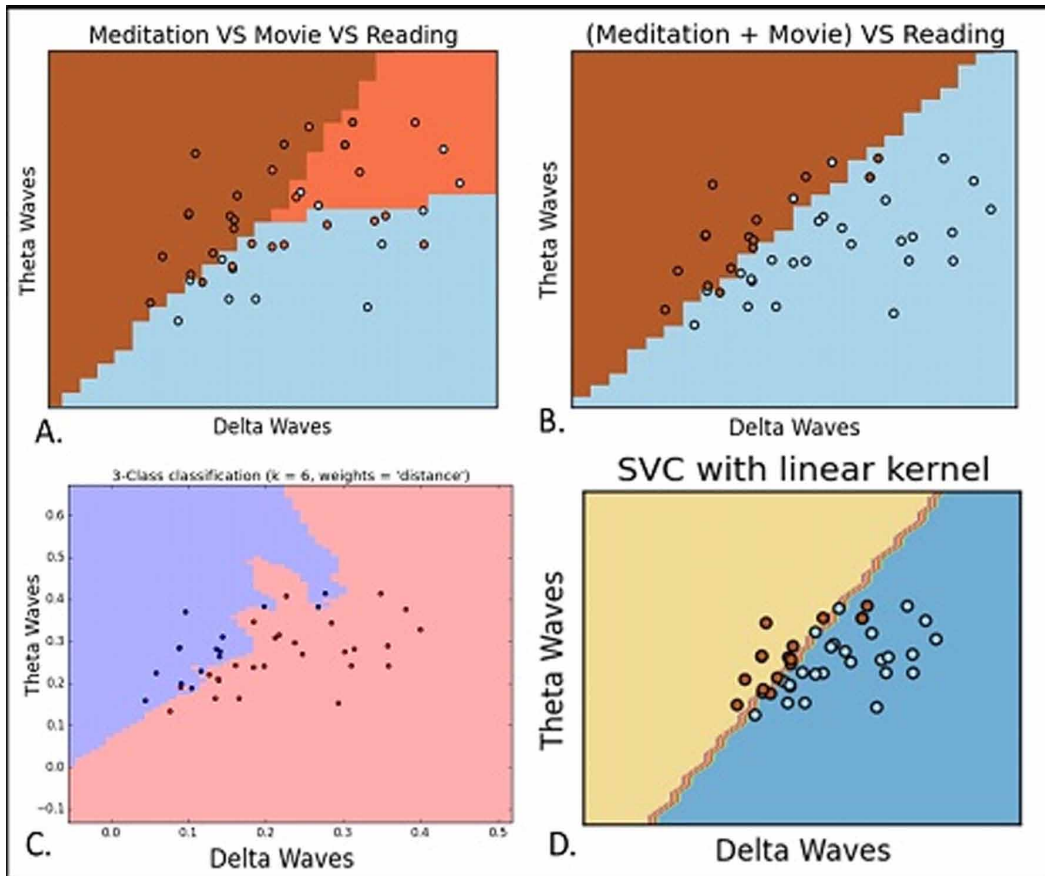 Meditation VS Movie VS Reading
Theta Waves
Delta Waves
A.
(Meditation + Movie) VS Reading
Theta Waves
Delta Waves
B.
3-Class classification (k = 6, weights = 'distance')
0.6
0.5
0.4
0.3
0.2
0.1
0.0
−0.1
Theta Waves
0.0
0.1
0.2
0.3
0.4
0.5
Delta Waves
C.
SVC with linear kernel
Theta Waves
Delta Waves
D.